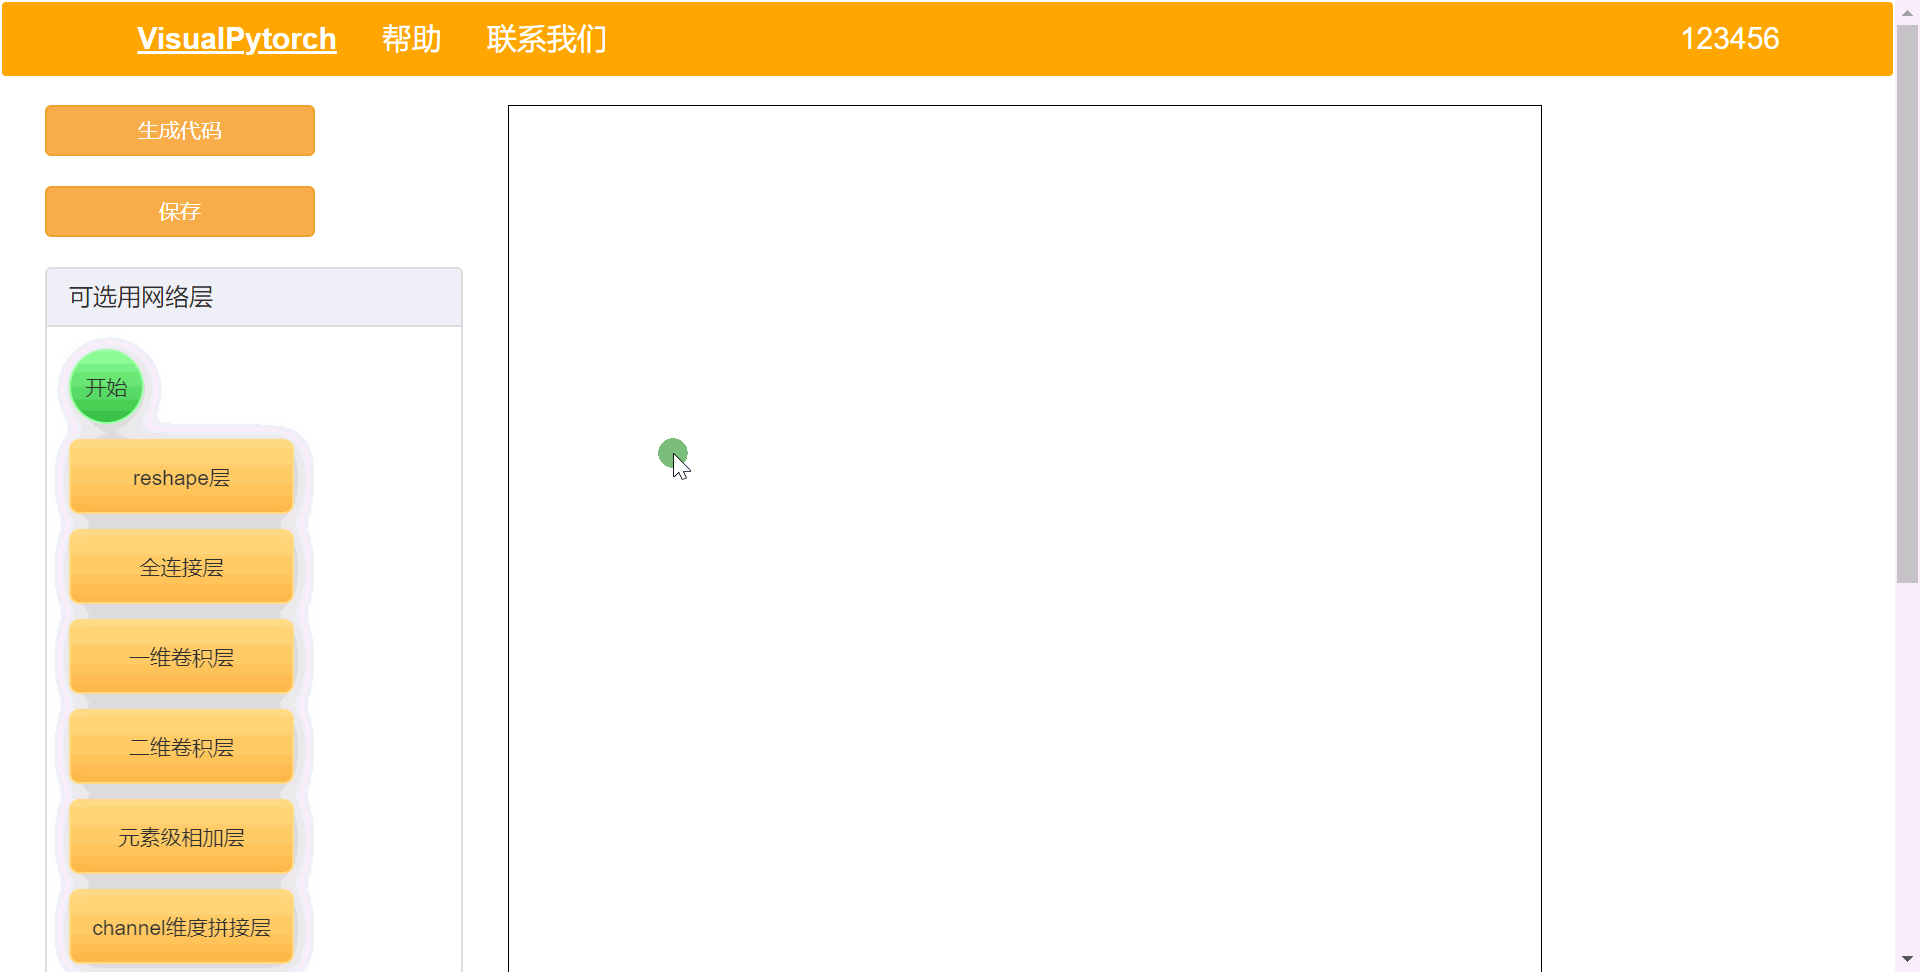 VisualPytorch 帮助 联系我们 123456
生成代码
保存
可选用网络层
开始
reshape层
全连接层
一维卷积层
二维卷积层
元素级相加层
channel维度拼接层